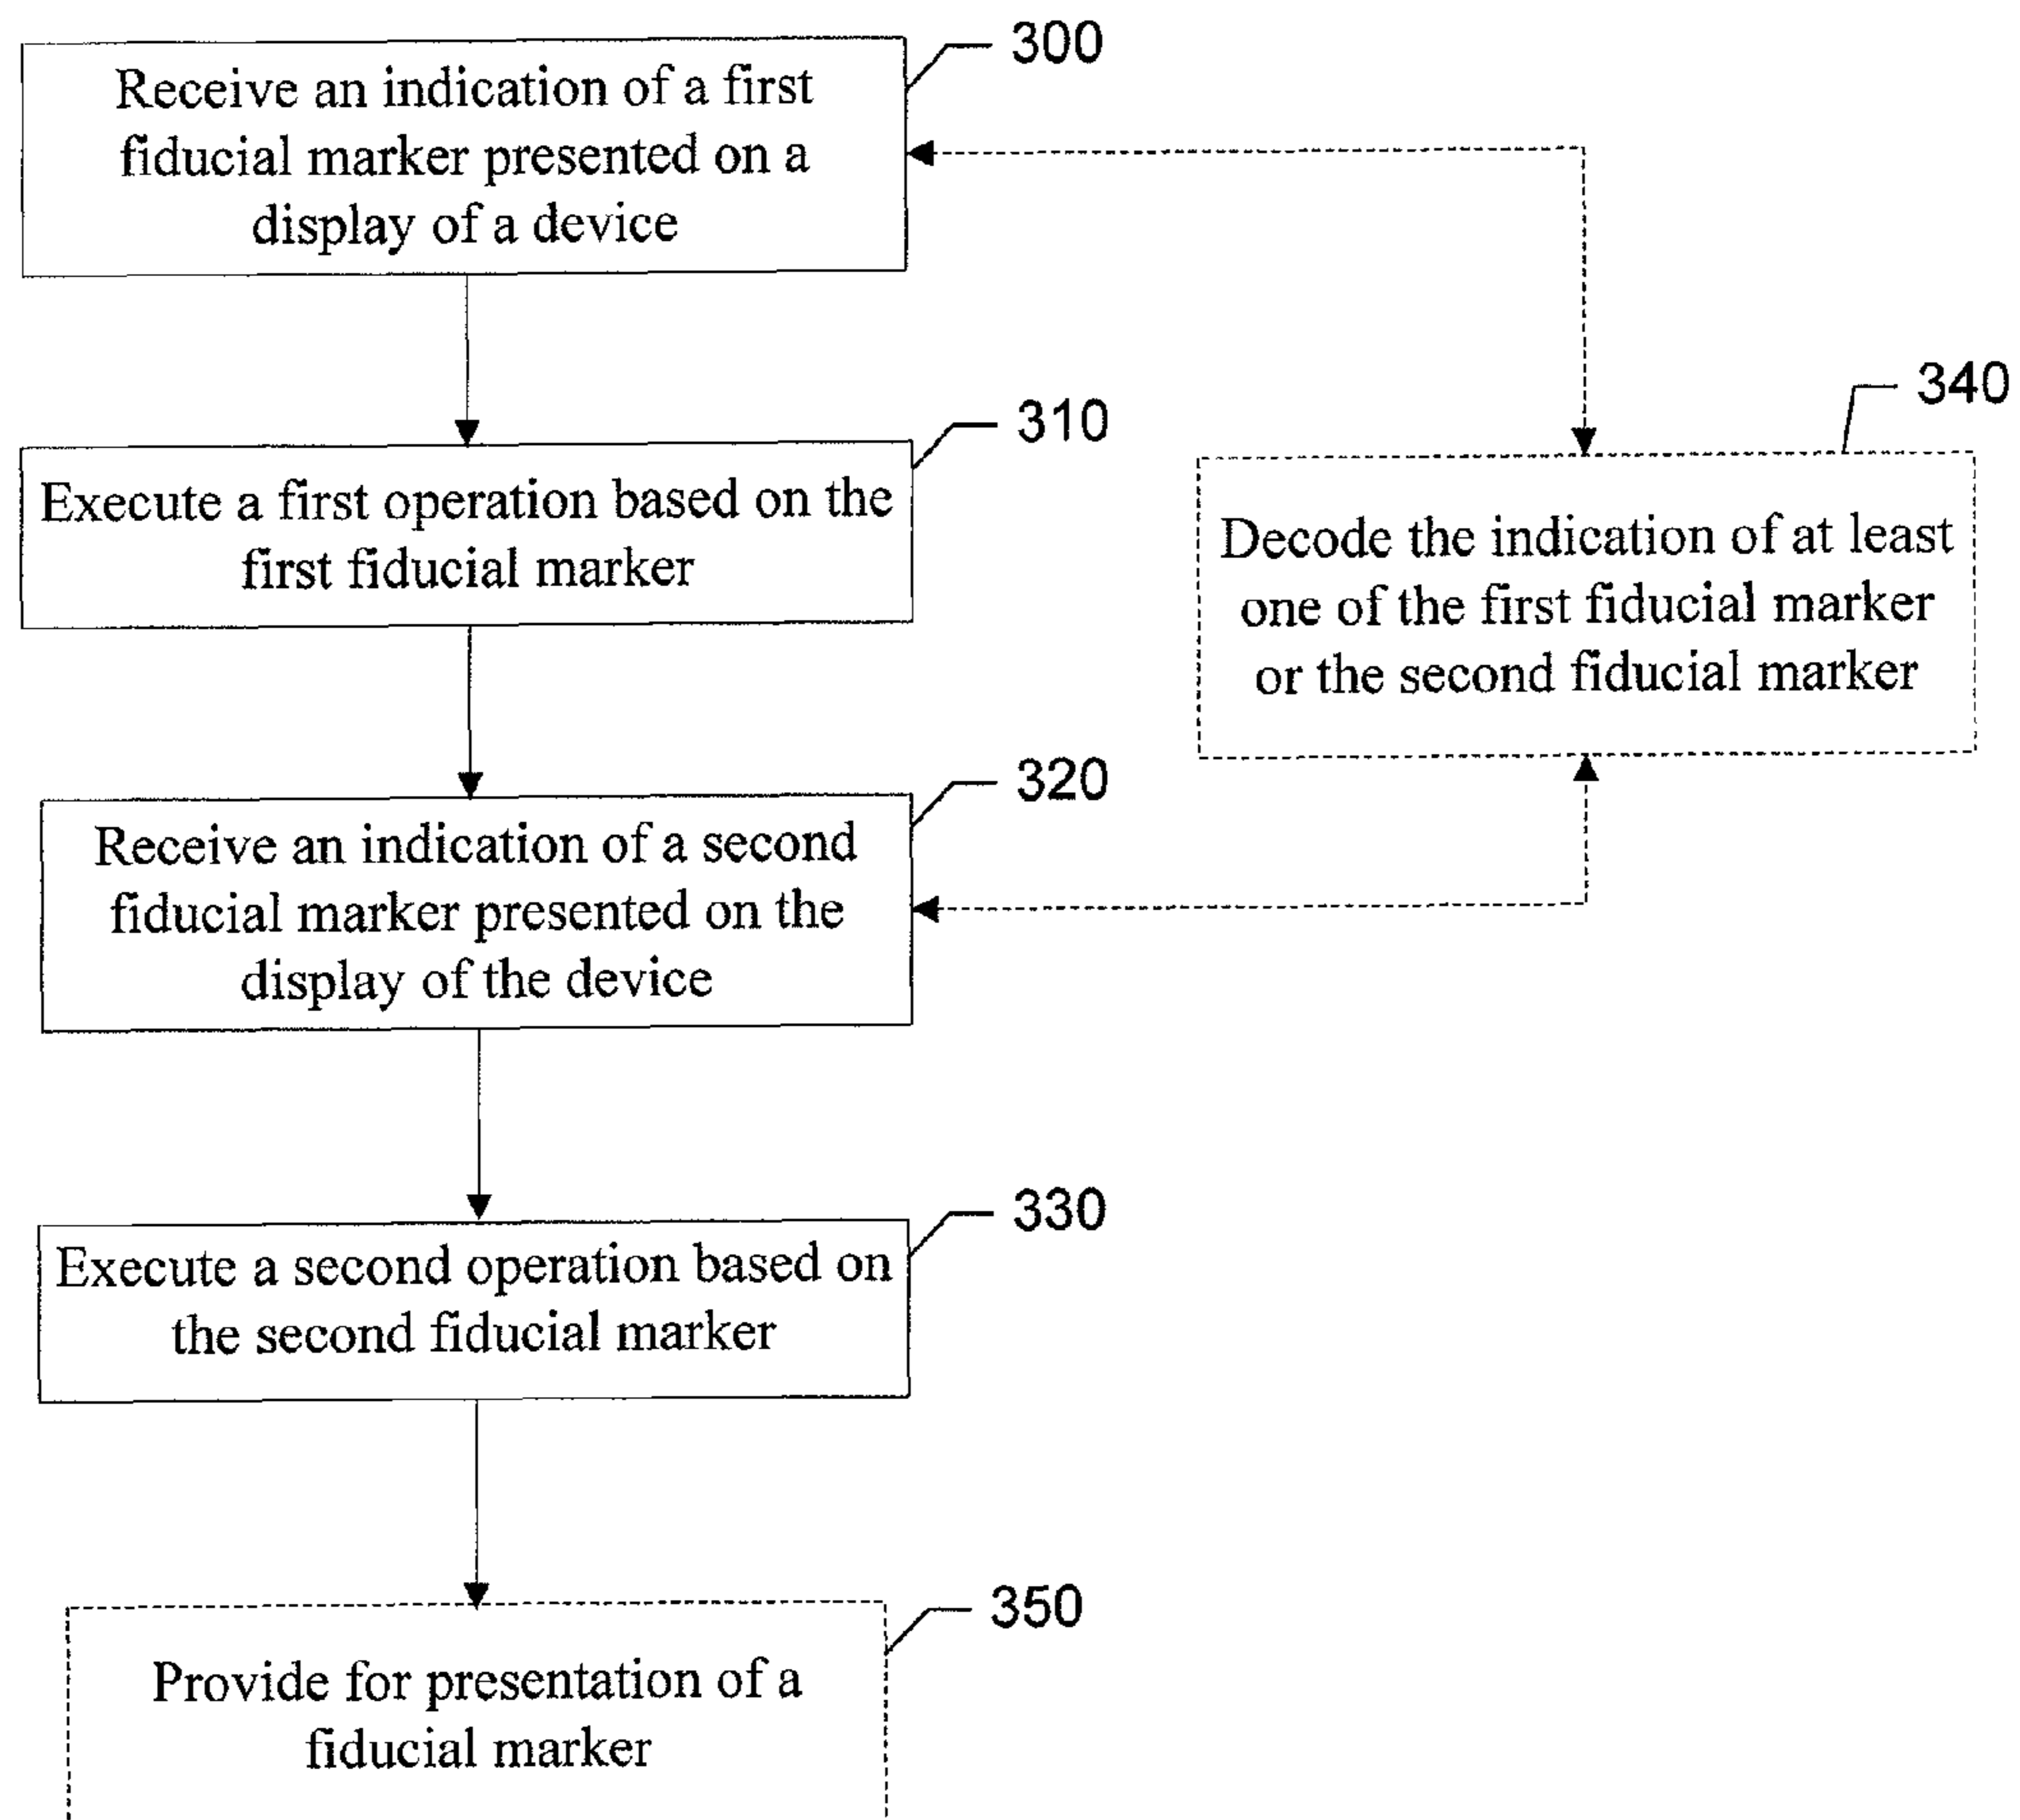 300
Receive an indication of a first
fiducial marker presented on a
display of a device
310
Execute a first operation based on the
first fiducial marker
340
Decode the indication of at least
one of the first fiducial marker
or the second fiducial marker
320
Receive an indication of a second
fiducial marker presented on the
display of the device
330
Execute a second operation based on
the second fiducial marker
350
Provide for presentation of a
fiducial marker